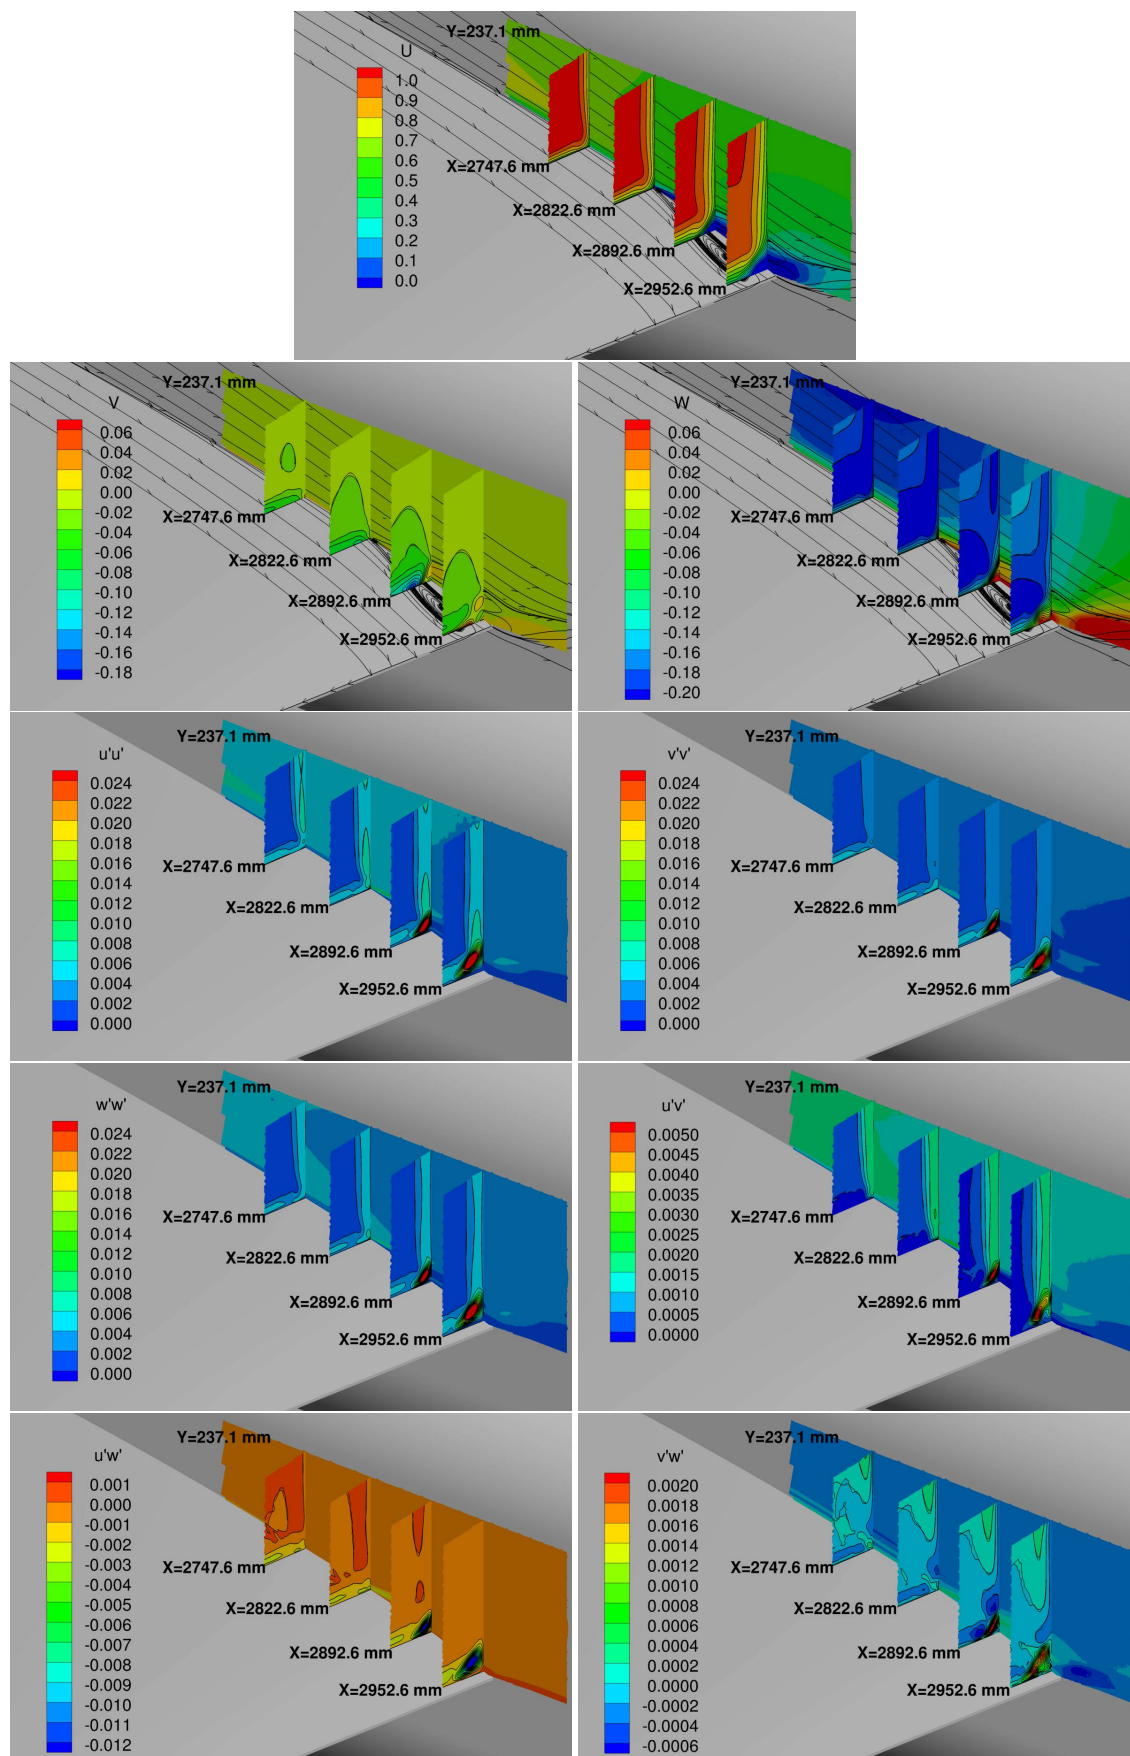 Y=237.1 mm
U
1.0
0.9
0.8
0.7
0.6
0.5
0.4
0.3
0.2
0.1
0.0
X=2747.6 mm
X=2822.6 mm
X=2892.6 mm
X=2952.6 mm
Y=237.1 mm
V
0.06
0.04
0.02
0.00
-0.02
-0.04
-0.06
-0.08
-0.10
-0.12
-0.14
-0.16
-0.18
X=2747.6 mm
X=2822.6 mm
X=2892.6 mm
X=2952.6 mm
Y=237.1 mm
W
0.06
0.04
0.02
0.00
-0.02
-0.04
-0.06
-0.08
-0.10
-0.12
-0.14
-0.16
-0.18
-0.20
X=2747.6 mm
X=2822.6 mm
X=2892.6 mm
X=2952.6 mm
Y=237.1 mm
u'u'
0.024
0.022
0.020
0.018
0.016
0.014
0.012
0.010
0.008
0.006
0.004
0.002
0.000
X=2747.6 mm
X=2822.6 mm
X=2892.6 mm
X=2952.6 mm
Y=237.1 mm
v'v'
0.024
0.022
0.020
0.018
0.016
0.014
0.012
0.010
0.008
0.006
0.004
0.002
0.000
X=2747.6 mm
X=2822.6 mm
X=2892.6 mm
X=2952.6 mm
Y=237.1 mm
w'w'
0.024
0.022
0.020
0.018
0.016
0.014
0.012
0.010
0.008
0.006
0.004
0.002
0.000
X=2747.6 mm
X=2822.6 mm
X=2892.6 mm
X=2952.6 mm
Y=237.1 mm
u'v'
0.0050
0.0045
0.0040
0.0035
0.0030
0.0025
0.0020
0.0015
0.0010
0.0005
0.0000
X=2747.6 mm
X=2822.6 mm
X=2892.6 mm
X=2952.6 mm
Y=237.1 mm
u'w'
0.001
0.000
-0.001
-0.002
-0.003
-0.004
-0.005
-0.006
-0.007
-0.008
-0.009
-0.010
-0.011
-0.012
X=2747.6 mm
X=2822.6 mm
X=2892.6 mm
X=2952.6 mm
Y=237.1 mm
v'w'
0.0020
0.0018
0.0016
0.0014
0.0012
0.0010
0.0008
0.0006
0.0004
0.0002
0.0000
-0.0002
-0.0004
-0.0006
X=2747.6 mm
X=2822.6 mm
X=2892.6 mm
X=2952.6 mm